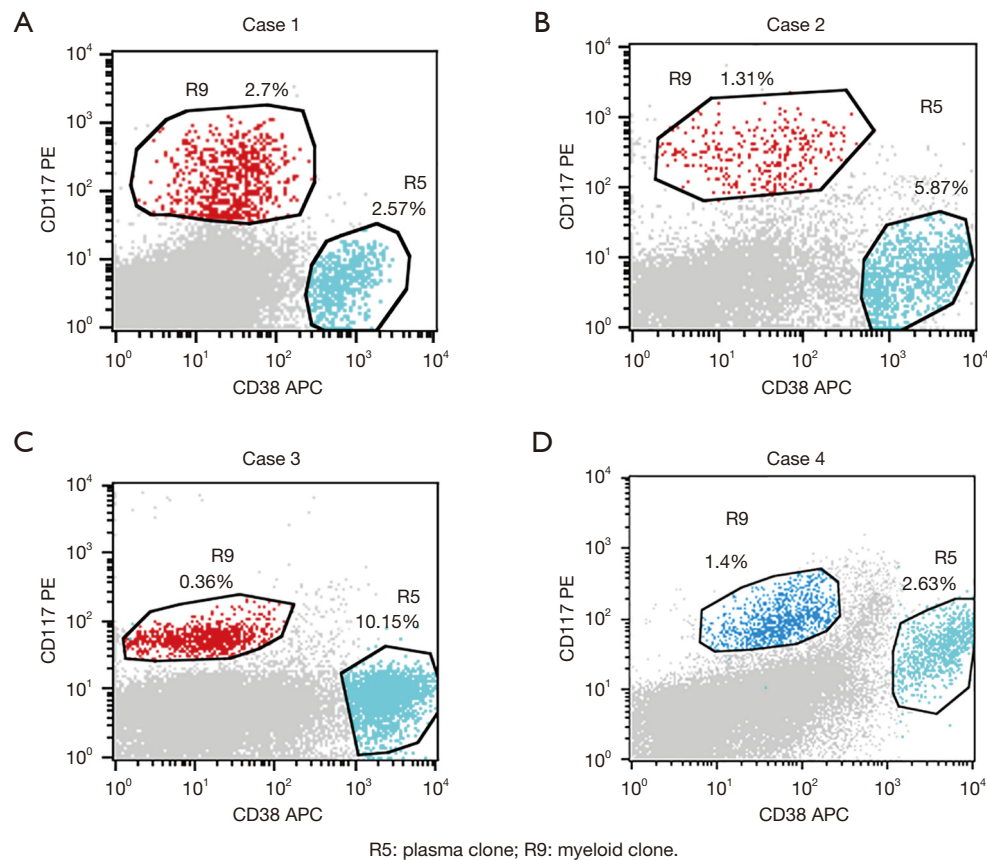 A
Case 1
10⁴
10³
10²
10¹
10⁰
CD117 PE
R9 2.7%
R5
2.57%
10⁰ 10¹ 10² 10³ 10⁴
CD38 APC
B
Case 2
10⁴
10³
10²
10¹
10⁰
CD117 PE
R9 1.31%
R5
5.87%
10⁰ 10¹ 10² 10³ 10⁴
CD38 APC
C
Case 3
10⁴
10³
10²
10¹
10⁰
CD117 PE
R9
0.36%
R5
10.15%
10⁰ 10¹ 10² 10³ 10⁴
CD38 APC
D
Case 4
10⁴
10³
10²
10¹
10⁰
CD117 PE
R9
1.4%
R5
2.63%
10⁰ 10¹ 10² 10³ 10⁴
CD38 APC
R5: plasma clone; R9: myeloid clone.